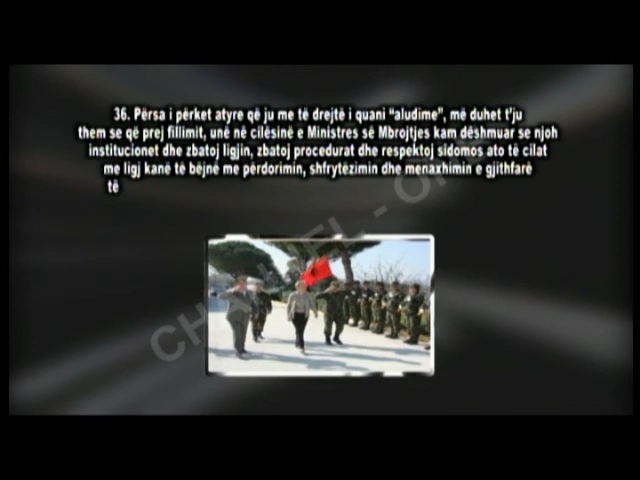 36. Përsa i përket atyre që ju me të drejtë i quani “aludime”, më duhet t’ju
them se që prej fillimit, unë në cilësinë e Ministres së Mbrojtjes kam dëshmuar se njoh
institucionet dhe zbatoj ligjin, zbatoj procedurat dhe respektoj sidomos ato të cilat
me ligj kanë të bëjnë me përdorimin, shfrytëzimin dhe menaxhimin e gjithfarë
të